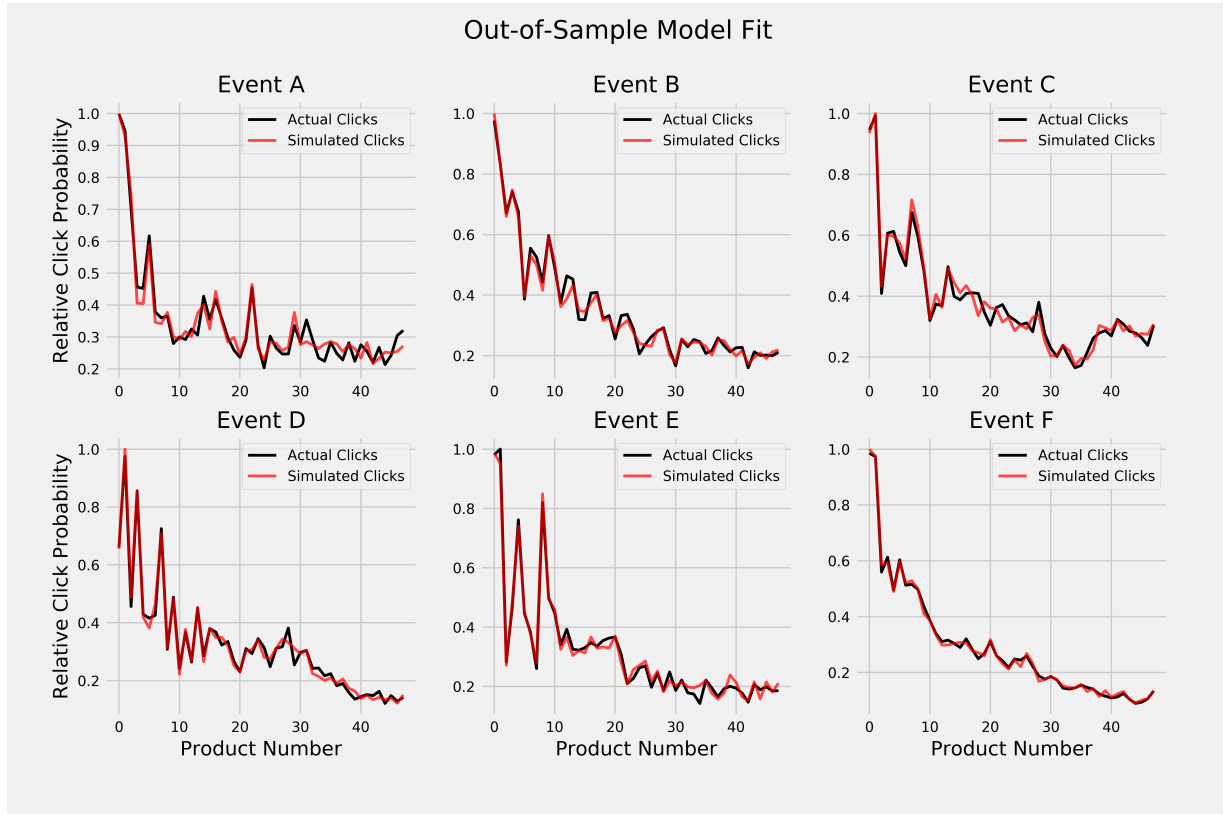 Out-of-Sample Model Fit
Event A
Relative Click Probability
1.0
0.9
0.8
0.7
0.6
0.5
0.4
0.3
0.2
0
10
20
30
40
Actual Clicks
Simulated Clicks
Event B
1.0
0.8
0.6
0.4
0.2
0
10
20
30
40
Actual Clicks
Simulated Clicks
Event C
1.0
0.8
0.6
0.4
0.2
0
10
20
30
40
Actual Clicks
Simulated Clicks
Event D
Relative Click Probability
1.0
0.8
0.6
0.4
0.2
0
10
20
30
40
Product Number
Actual Clicks
Simulated Clicks
Event E
1.0
0.8
0.6
0.4
0.2
0
10
20
30
40
Product Number
Actual Clicks
Simulated Clicks
Event F
1.0
0.8
0.6
0.4
0.2
0
10
20
30
40
Product Number
Actual Clicks
Simulated Clicks